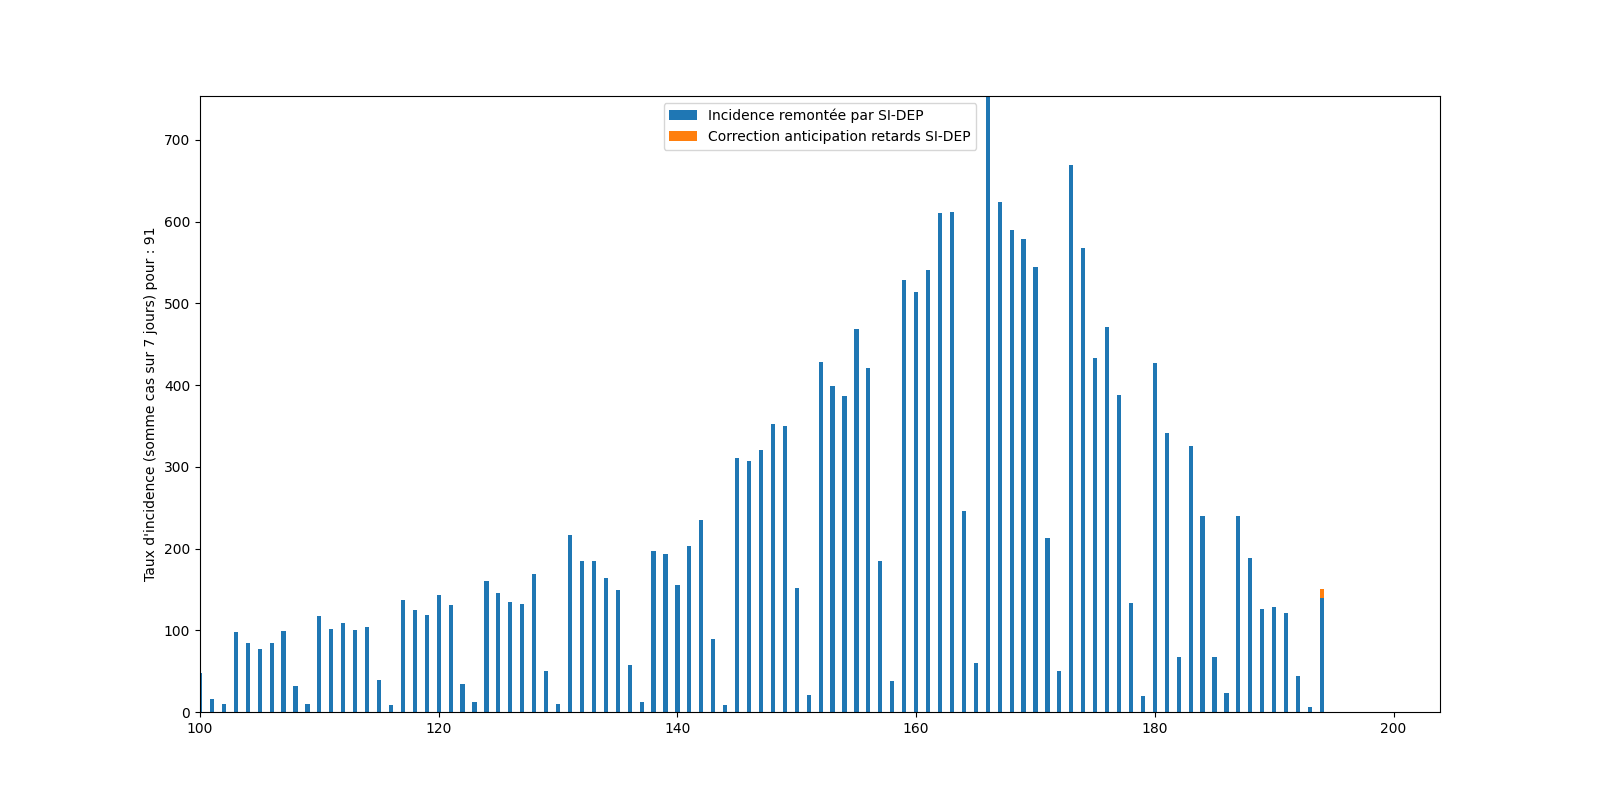 Incidence remontée par SI-DEP
Correction anticipation retards SI-DEP
Taux d'incidence (somme cas sur 7 jours) pour : 91
700
600
500
400
300
200
100
0
100 120 140 160 180 200